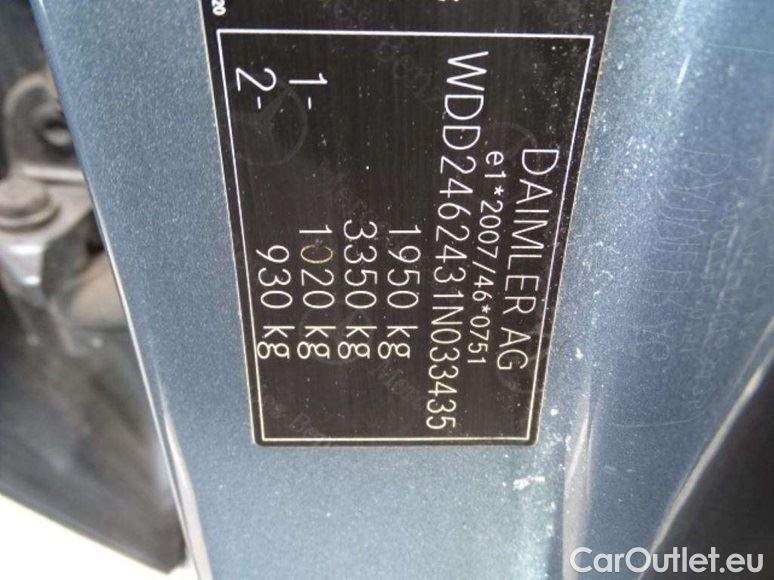 DAIMLER AG
e1*2007/46*0751
WDD2462431N033435
1950 kg
3350 kg
1- 1020 kg
2- 930 kg
20
CarOutlet.eu